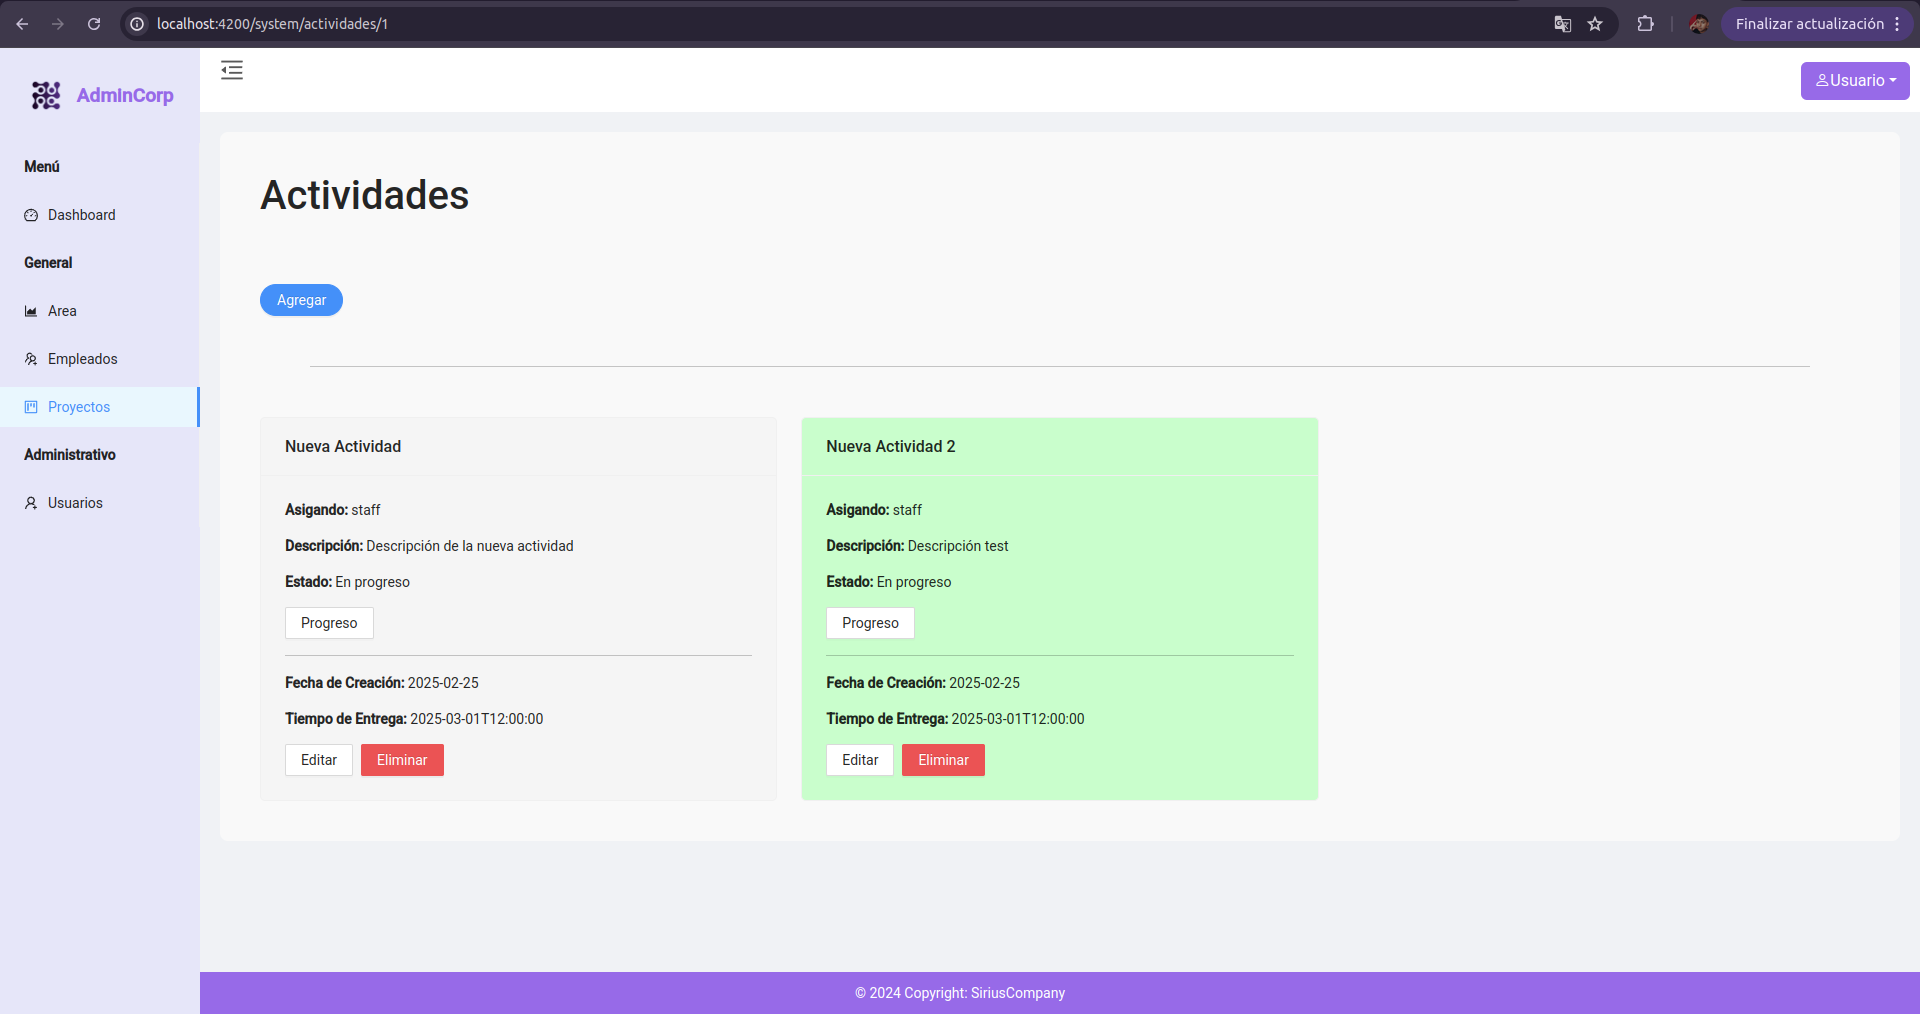 localhost:4200/system/actividades/1
Finalizar actualización
AdminCorp
Usuario
Menú
Dashboard
General
Area
Empleados
Proyectos
Administrativo
Usuarios
Actividades
Agregar
Nueva Actividad
Asigando: staff
Descripción: Descripción de la nueva actividad
Estado: En progreso
Progreso
Fecha de Creación: 2025-02-25
Tiempo de Entrega: 2025-03-01T12:00:00
Editar Eliminar
Nueva Actividad 2
Asigando: staff
Descripción: Descripción test
Estado: En progreso
Progreso
Fecha de Creación: 2025-02-25
Tiempo de Entrega: 2025-03-01T12:00:00
Editar Eliminar
© 2024 Copyright: SiriusCompany